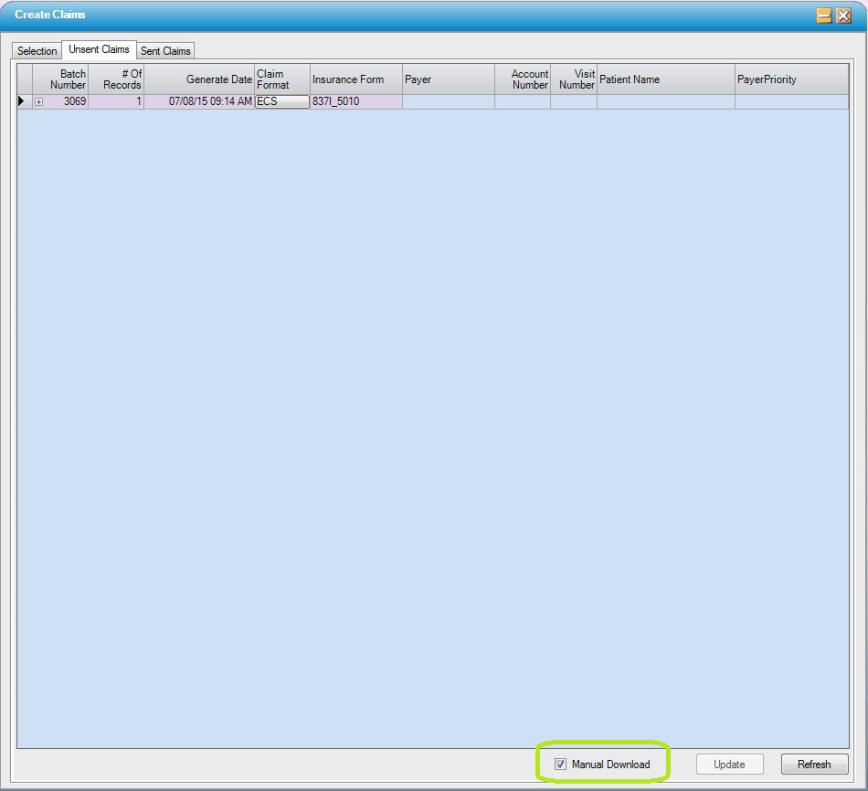 Create Claims
Selection Unsent Claims Sent Claims
Batch Number # Of Records Generate Date Claim Format Insurance Form Payer Account Number Visit Number Patient Name PayerPriority
3069 1 07/08/15 09:14 AM ECS 837I_5010
Manual Download Update Refresh